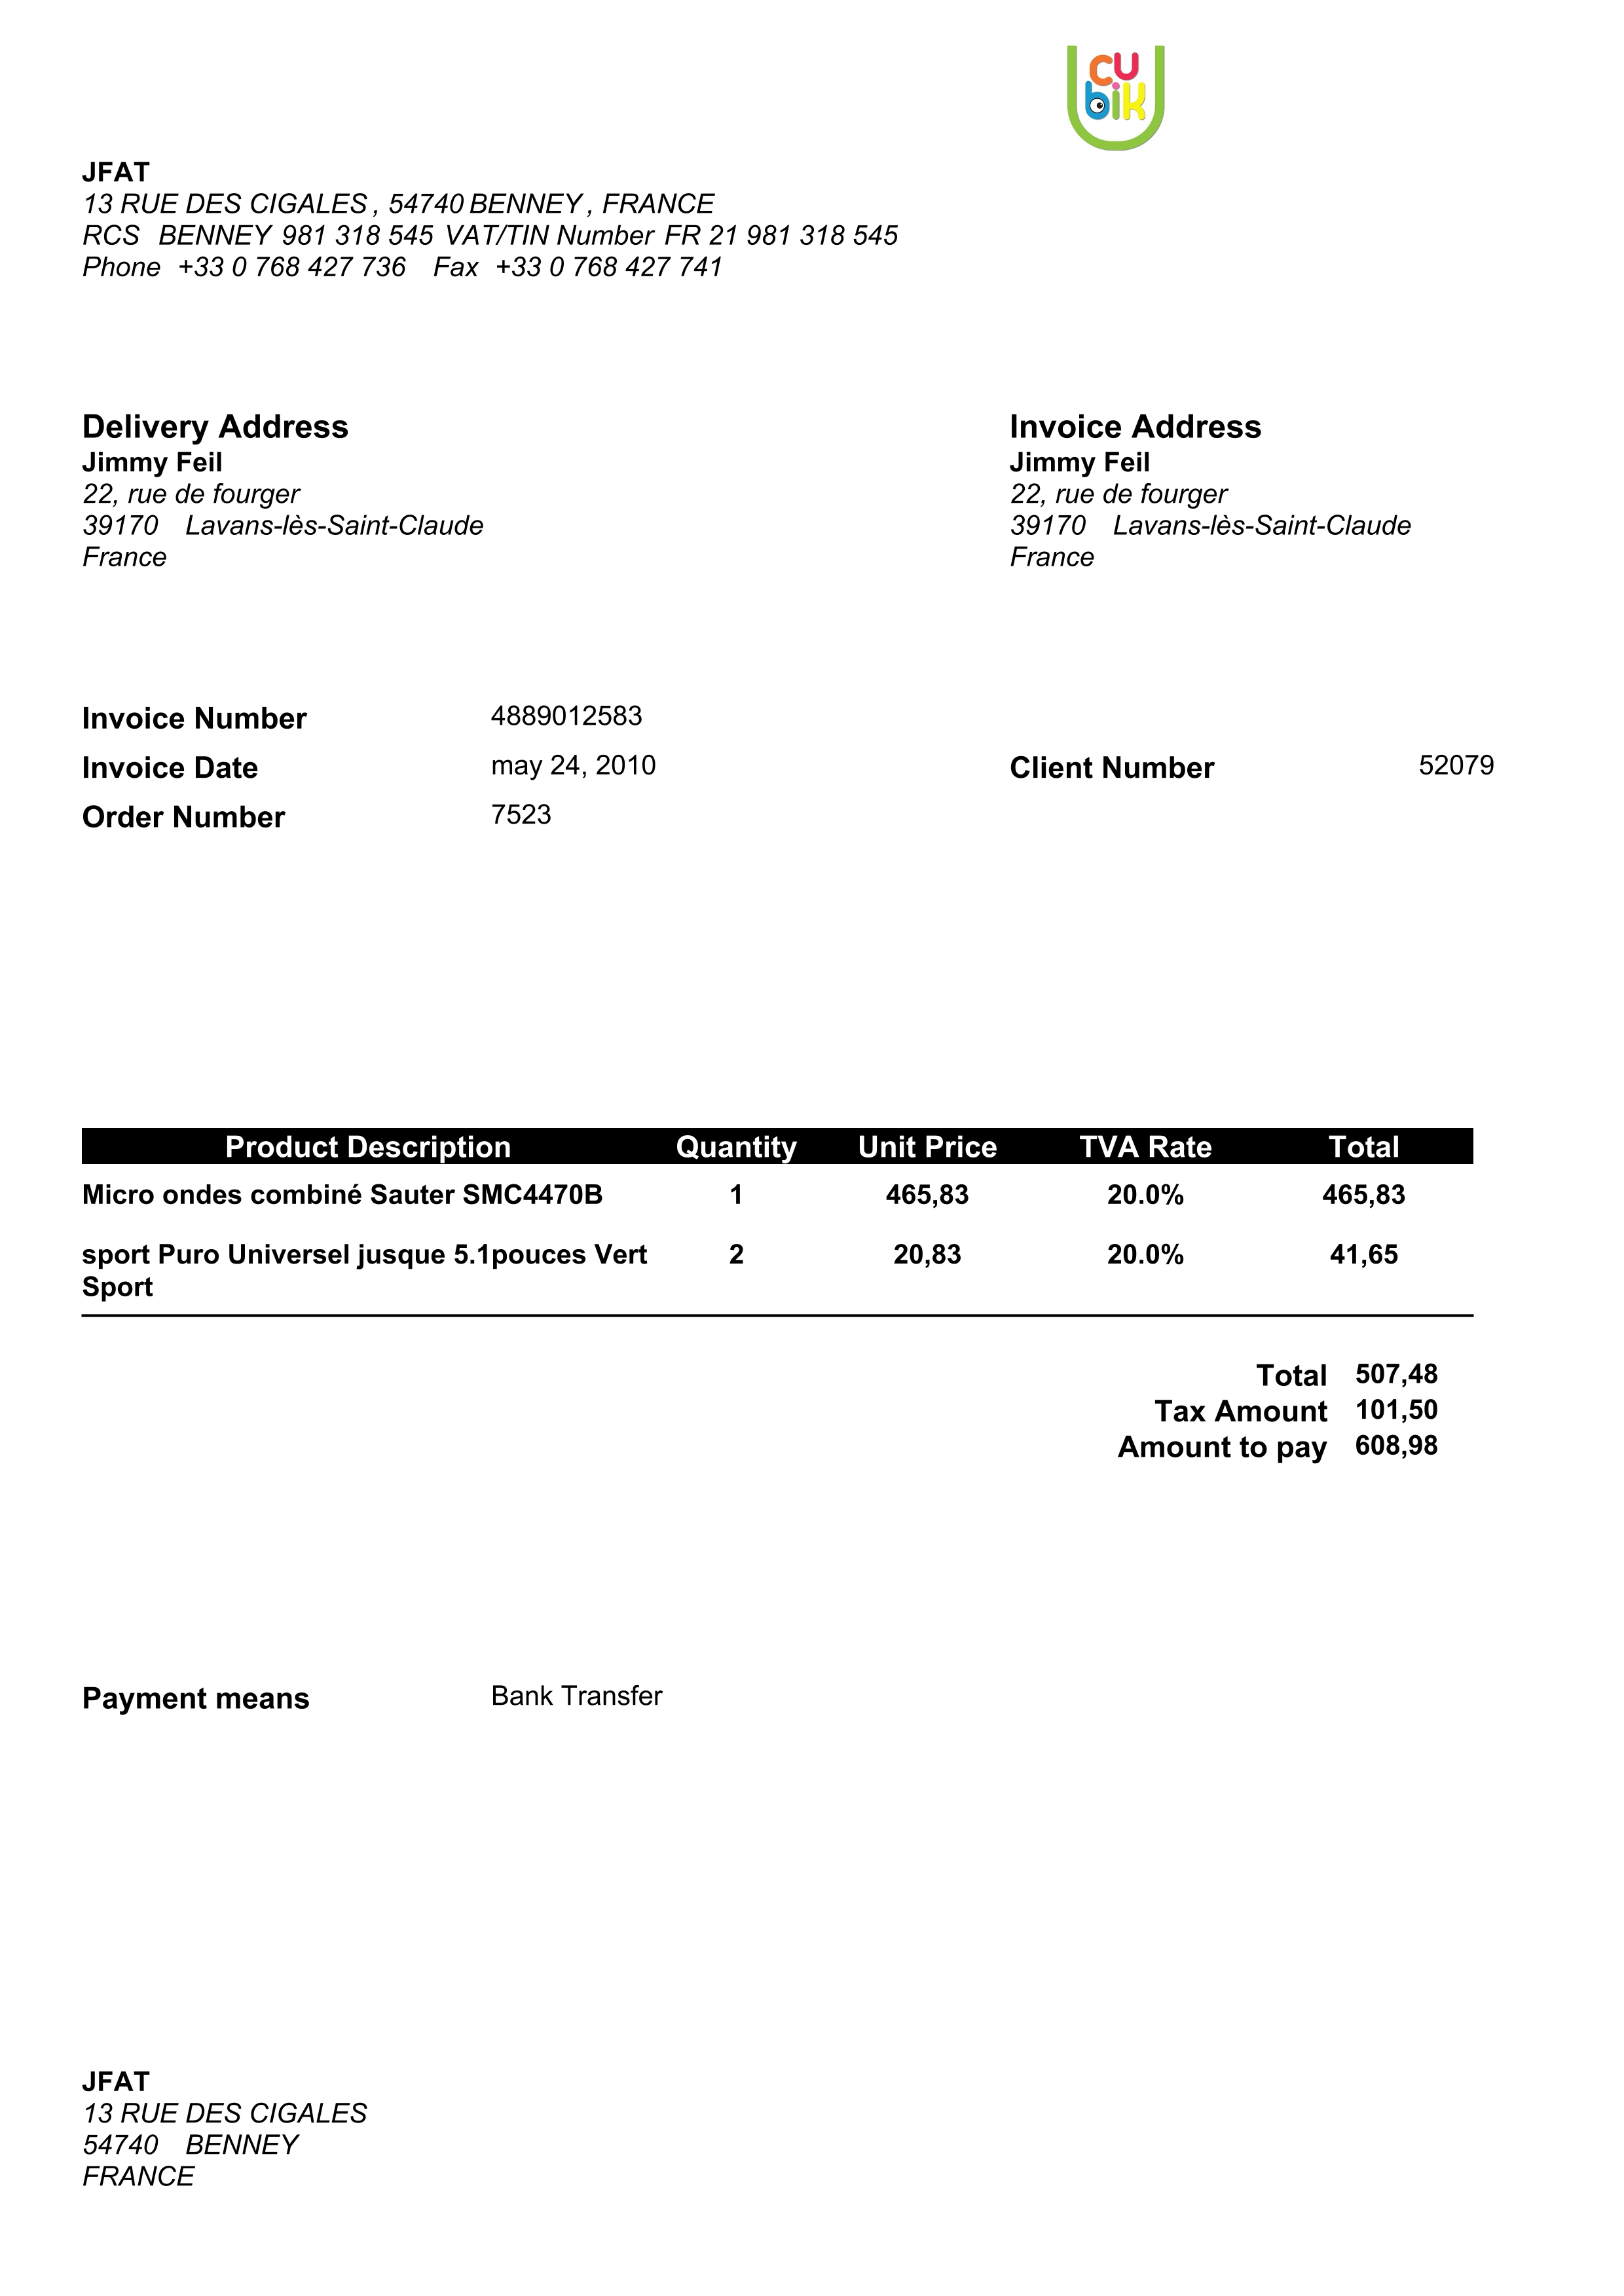 cu
bik
JFAT
13 RUE DES CIGALES , 54740 BENNEY , FRANCE
RCS BENNEY 981 318 545 VAT/TIN Number FR 21 981 318 545
Phone +33 0 768 427 736 Fax +33 0 768 427 741
Delivery Address
Jimmy Feil
22, rue de fourger
39170 Lavans-lès-Saint-Claude
France
Invoice Address
Jimmy Feil
22, rue de fourger
39170 Lavans-lès-Saint-Claude
France
Invoice Number 4889012583
Invoice Date may 24, 2010 Client Number 52079
Order Number 7523
Product Description Quantity Unit Price TVA Rate Total
Micro ondes combiné Sauter SMC4470B 1 465,83 20.0% 465,83
sport Puro Universel jusque 5.1pouces Vert 2 20,83 20.0% 41,65
Sport
Total 507,48
Tax Amount 101,50
Amount to pay 608,98
Payment means Bank Transfer
JFAT
13 RUE DES CIGALES
54740 BENNEY
FRANCE